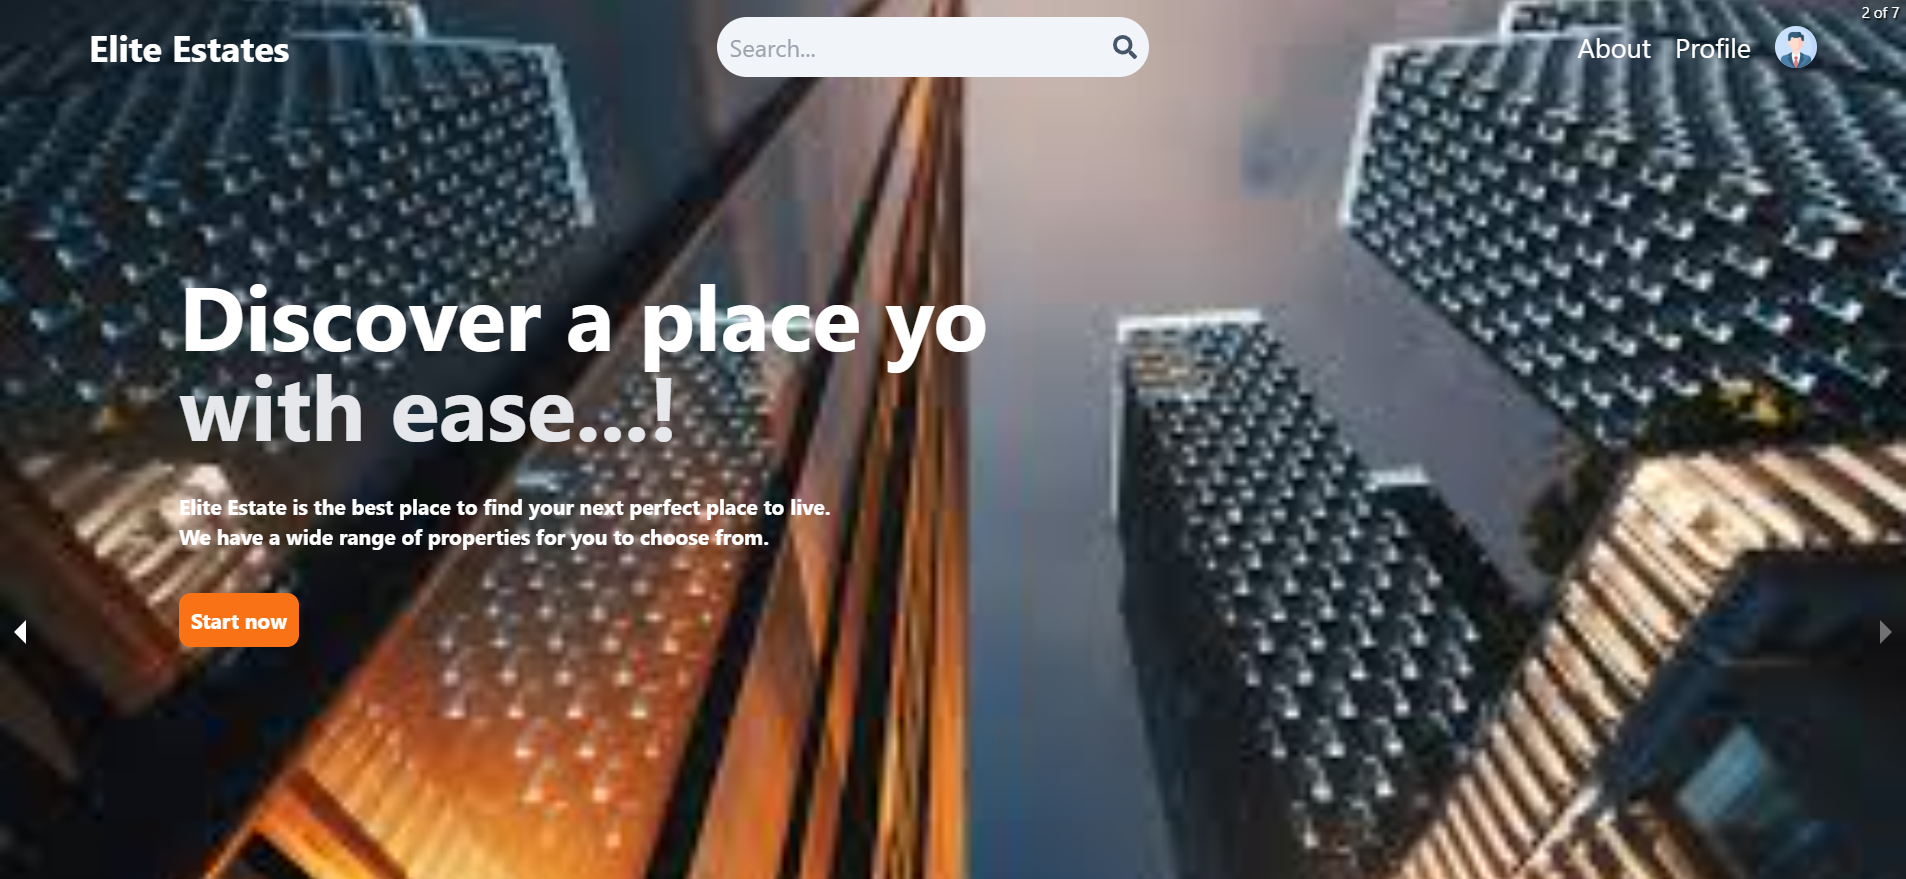 2 of 7
Elite Estates
Search...
About Profile
Discover a place yo
with ease...!
Elite Estate is the best place to find your next perfect place to live.
We have a wide range of properties for you to choose from.
Start now